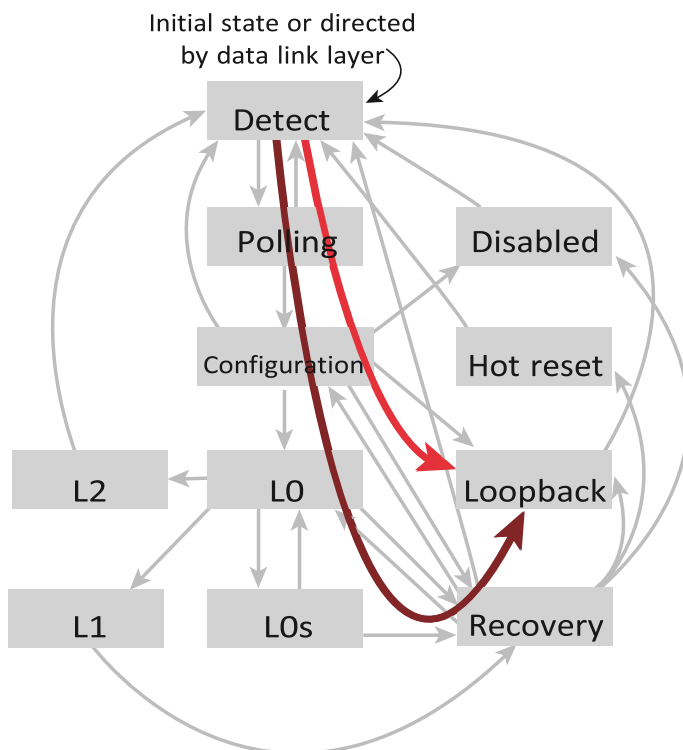 Initial state or directed
by data link layer
Detect
Polling
Disabled
Configuration
Hot reset
L2
L0
Loopback
L1
L0s
Recovery